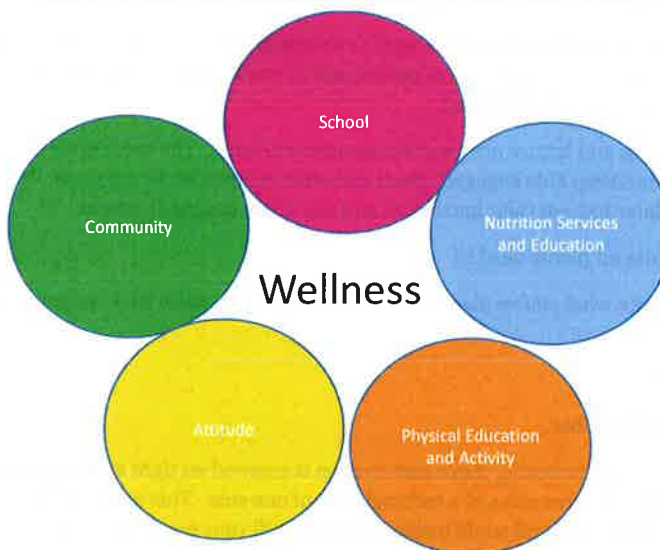 School
Community
Nutrition Services
and Education
Wellness
Attitude
Physical Education
and Activity